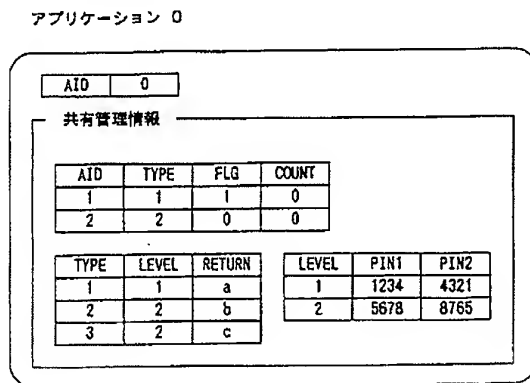 アプリケーション 0
AID 0
共有管理情報
AID TYPE FLG COUNT
1 1 1 0
2 2 0 0
TYPE LEVEL RETURN
1 1 a
2 2 b
3 2 c
LEVEL PIN1 PIN2
1 1234 4321
2 5678 8765